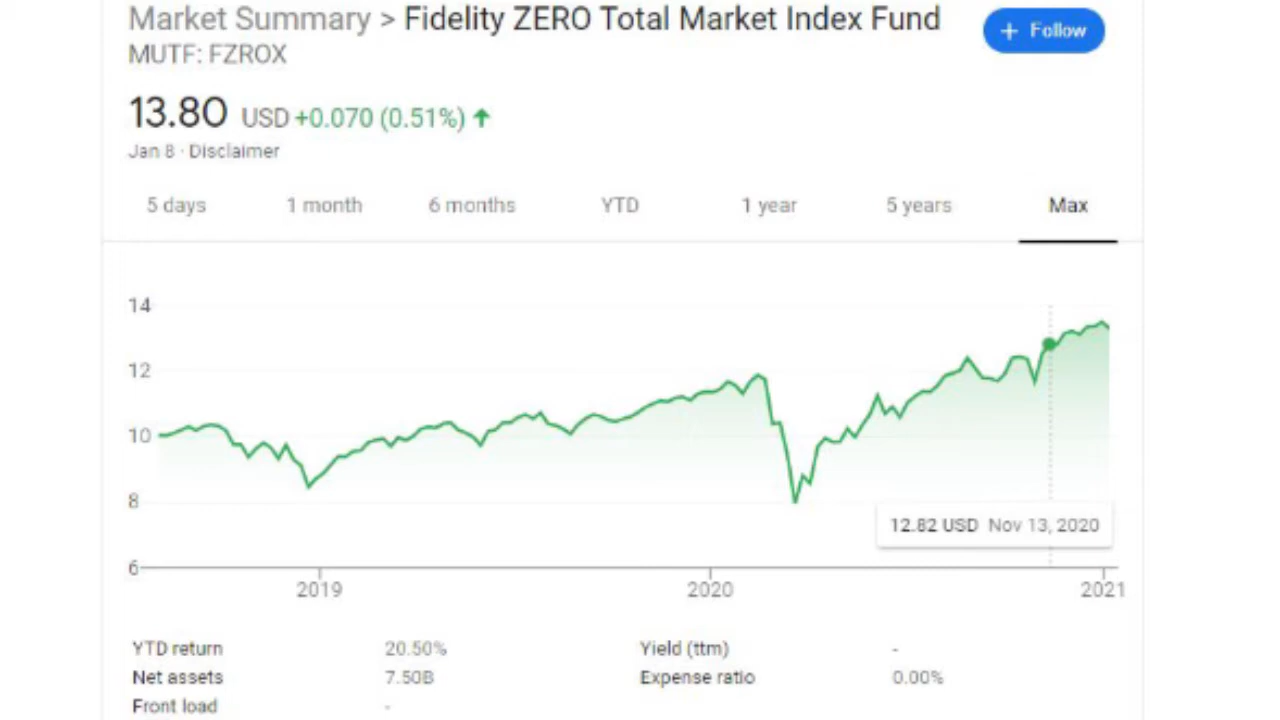 Market Summary > Fidelity ZERO Total Market Index Fund
+ Follow
MUTF: FZROX
13.80 USD +0.070 (0.51%) ↑
Jan 8 · Disclaimer
5 days 1 month 6 months YTD 1 year 5 years Max
14
12
10
8
12.82 USD Nov 13, 2020
6
2019 2020 2021
YTD return 20.50% Yield (ttm) -
Net assets 7.50B Expense ratio 0.00%
Front load -